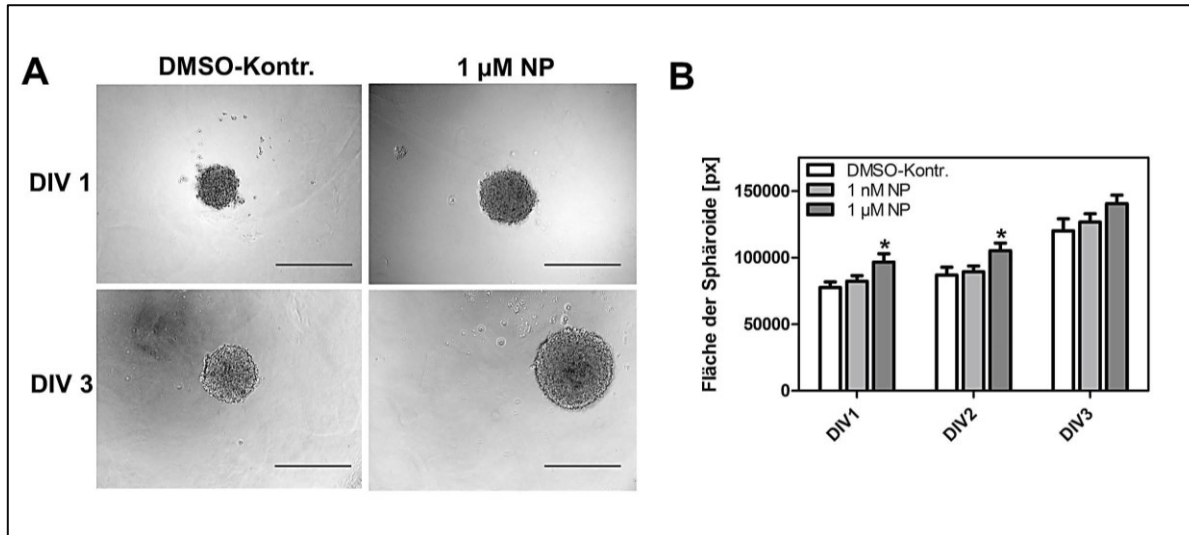 A
DMSO-Kontr.
1 µM NP
DIV 1
DIV 3
B
DMSO-Kontr.
1 nM NP
1 µM NP
Fläche der Sphäroide [px]
150000
100000
50000
0
*
*
DIV1
DIV2
DIV3